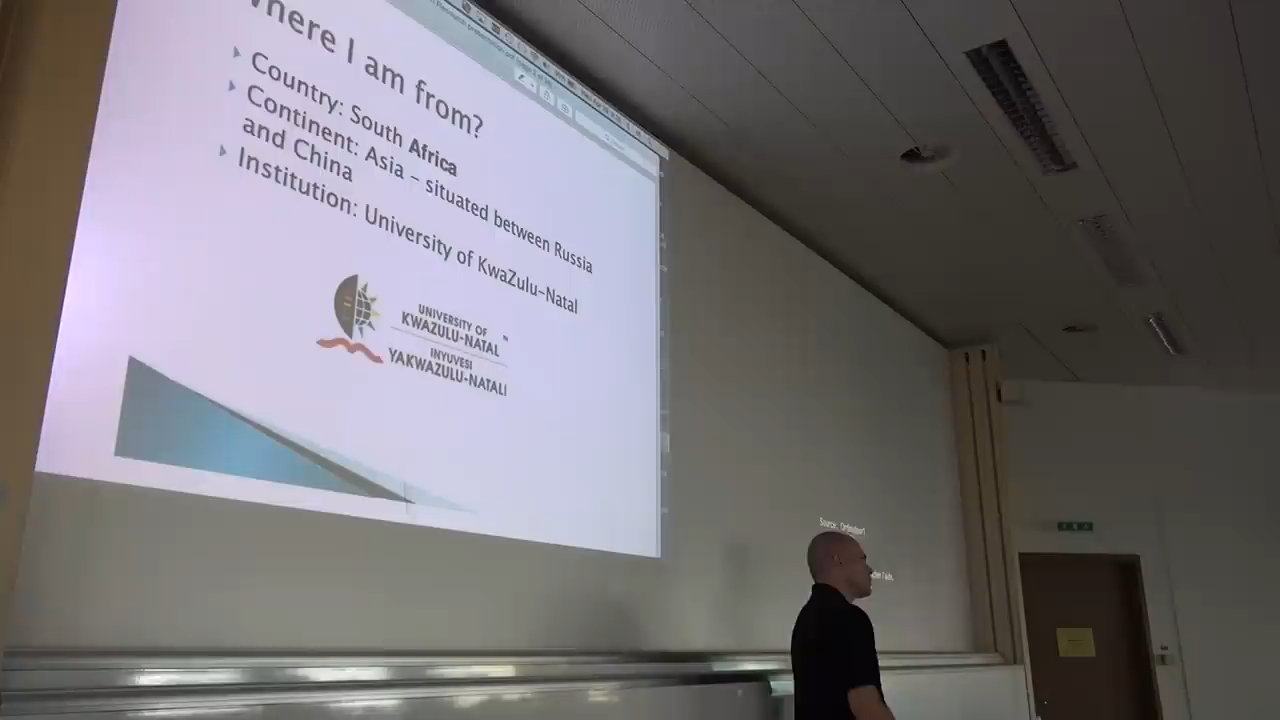 Where I am from?
Country: South Africa
Continent: Asia – situated between Russia
and China
Institution: University of KwaZulu-Natal
UNIVERSITY OF
KWAZULU-NATAL
INYUVESI
YAKWAZULU-NATALI